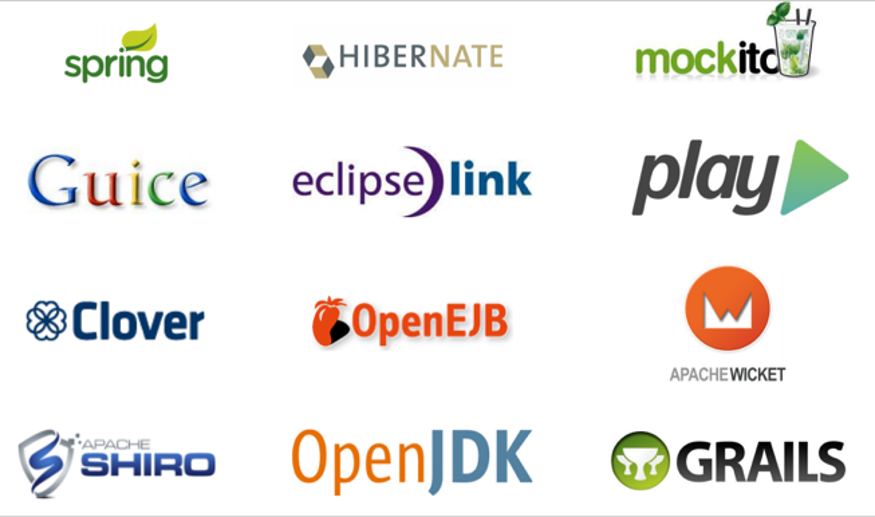 spring
HIBERNATE
mockito
Guice
eclipse link
play
Clover
OpenEJB
APACHE WICKET
APACHE
SHIRO
OpenJDK
GRAILS